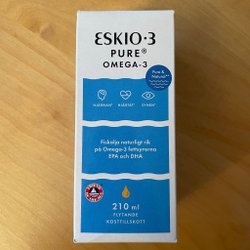 ESKIO·3
PURE®
OMEGA-3
Pure &
Natural
HJÄRNAN*
HJÄRTAT*
SYNEN*
Fiskolja naturligt rik
på Omega-3 fettsyrorna
EPA och DHA
210 ml
FLYTANDE
KOSTTILLSKOTT